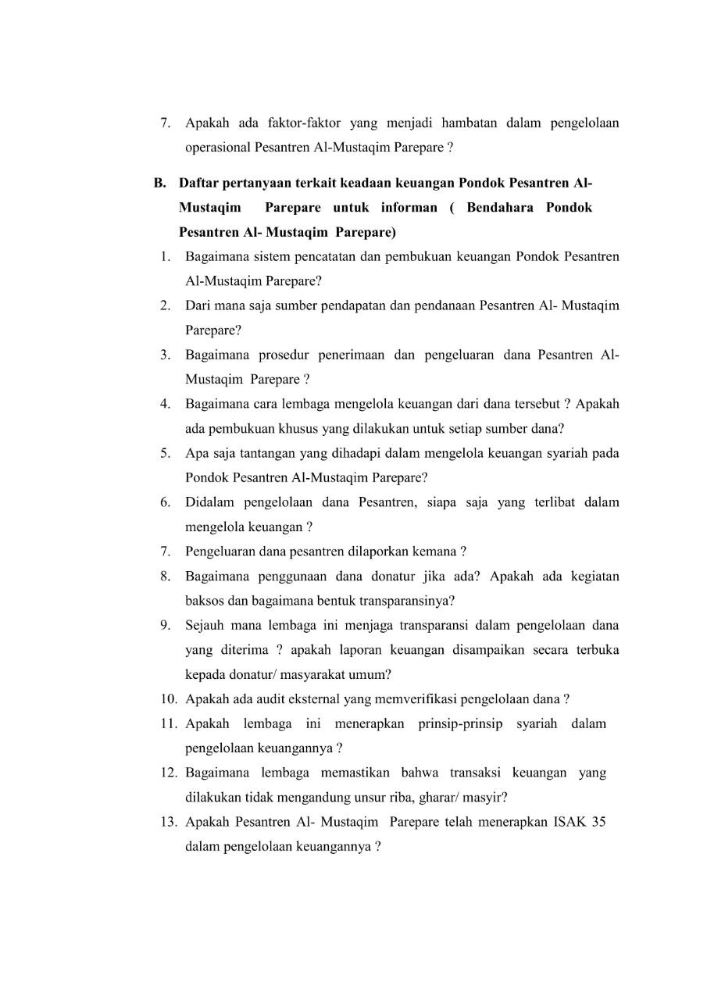 7. Apakah ada faktor-faktor yang menjadi hambatan dalam pengelolaan
operasional Pesantren Al-Mustaqim Parepare ?
B. Daftar pertanyaan terkait keadaan keuangan Pondok Pesantren Al-
Mustaqim Parepare untuk informan ( Bendahara Pondok
Pesantren Al- Mustaqim Parepare)
1. Bagaimana sistem pencatatan dan pembukuan keuangan Pondok Pesantren
Al-Mustaqim Parepare?
2. Dari mana saja sumber pendapatan dan pendanaan Pesantren Al- Mustaqim
Parepare?
3. Bagaimana prosedur penerimaan dan pengeluaran dana Pesantren Al-
Mustaqim Parepare ?
4. Bagaimana cara lembaga mengelola keuangan dari dana tersebut ? Apakah
ada pembukuan khusus yang dilakukan untuk setiap sumber dana?
5. Apa saja tantangan yang dihadapi dalam mengelola keuangan syariah pada
Pondok Pesantren Al-Mustaqim Parepare?
6. Didalam pengelolaan dana Pesantren, siapa saja yang terlibat dalam
mengelola keuangan ?
7. Pengeluaran dana pesantren dilaporkan kemana ?
8. Bagaimana penggunaan dana donatur jika ada? Apakah ada kegiatan
baksos dan bagaimana bentuk transparansinya?
9. Sejauh mana lembaga ini menjaga transparansi dalam pengelolaan dana
yang diterima ? apakah laporan keuangan disampaikan secara terbuka
kepada donatur/ masyarakat umum?
10. Apakah ada audit eksternal yang memverifikasi pengelolaan dana ?
11. Apakah lembaga ini menerapkan prinsip-prinsip syariah dalam
pengelolaan keuangannya ?
12. Bagaimana lembaga memastikan bahwa transaksi keuangan yang
dilakukan tidak mengandung unsur riba, gharar/ masyir?
13. Apakah Pesantren Al- Mustaqim Parepare telah menerapkan ISAK 35
dalam pengelolaan keuangannya ?